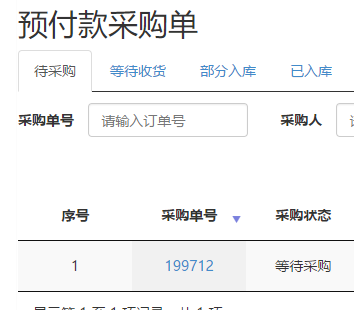 预付款采购单
待采购 等待收货 部分入库 已入库
采购单号 请输入订单号 采购人
序号 采购单号 采购状态
1 199712 等待采购